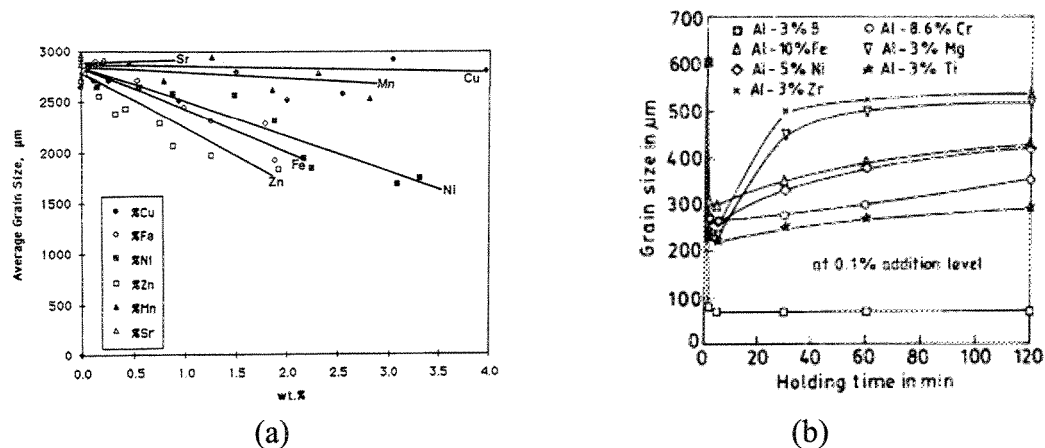 3000
2500
2000
1500
1000
500
0
Average Grain Size, µm
0.0 0.5 1.0 1.5 2.0 2.5 3.0 3.5 4.0
wt.%
Sr
Mn
Cu
Fe
Zn
Ni
%Cu
%Fe
%Ni
%Zn
%Mn
%Sr
(a)
700
600
500
400
300
200
100
0
Grain size in µm
Al-3% B
Al-10%Fe
Al-5% Ni
Al-3% Zr
Al-8.6% Cr
Al-3% Mg
Al-3% Ti
at 0.1% addition level
0 20 40 60 80 100 120
Holding time in min
(b)